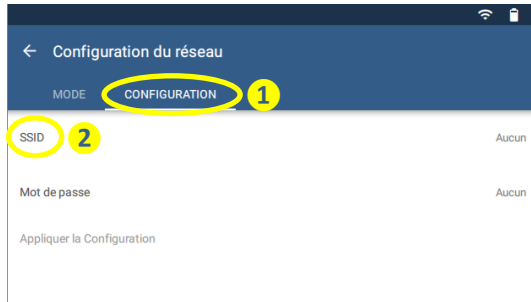 Configuration du réseau
MODE CONFIGURATION 1
SSID 2 Aucun
Mot de passe Aucun
Appliquer la Configuration